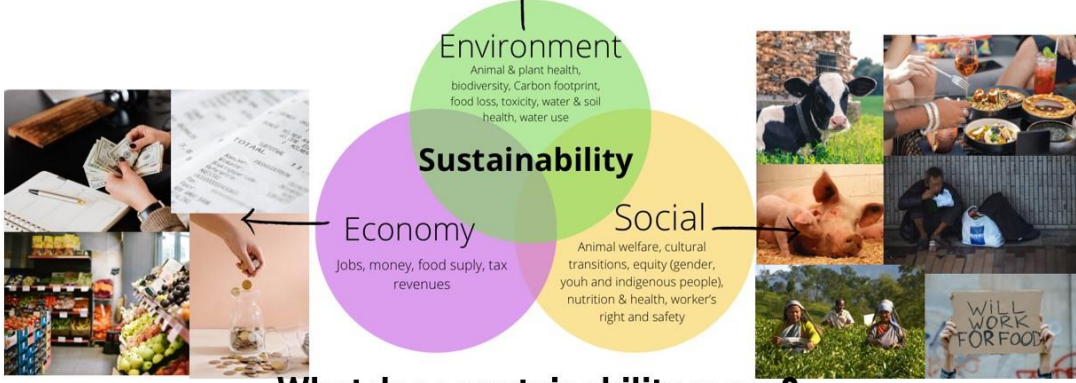 Environment
Animal & plant health,
biodiversity, Carbon footprint,
food loss, toxicity, water & soil
health, water use
Sustainability
Economy
Jobs, money, food suply, tax
revenues
Social
Animal welfare, cultural
transitions, equity (gender,
youh and indigenous people),
nutrition & health, worker's
right and safety
TOTAAL
WiLL
WORK
FOR FOOD